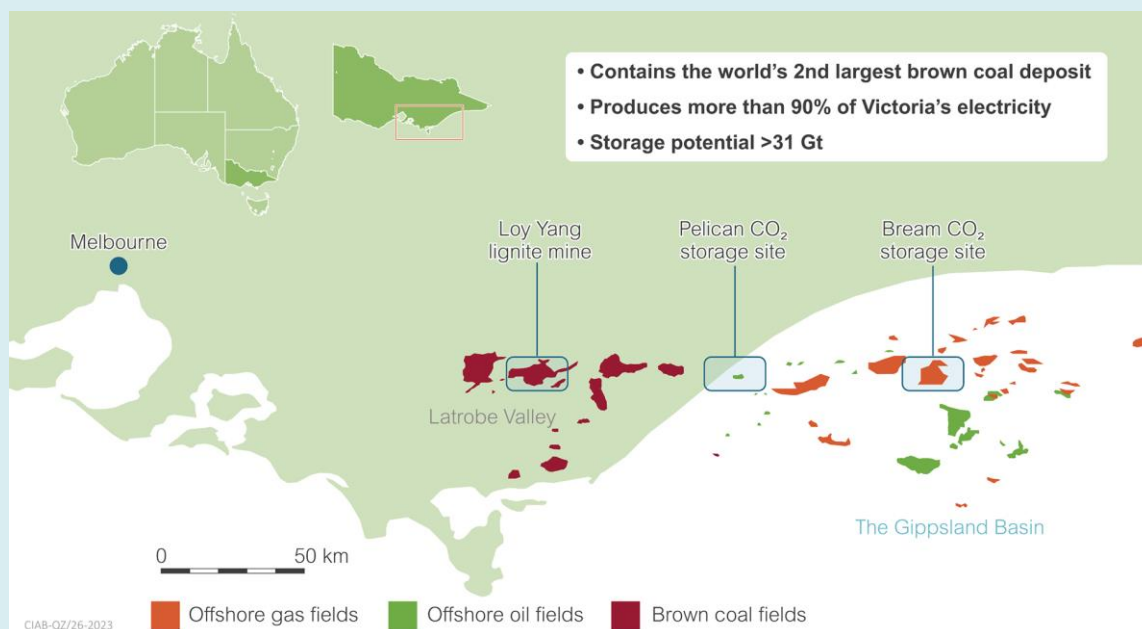 • Contains the world's 2nd largest brown coal deposit
• Produces more than 90% of Victoria's electricity
• Storage potential >31 Gt
Melbourne
Loy Yang
lignite mine
Pelican CO₂
storage site
Bream CO₂
storage site
Latrobe Valley
The Gippsland Basin
0 50 km
Offshore gas fields
Offshore oil fields
Brown coal fields
CIAB-QZ/26-2023